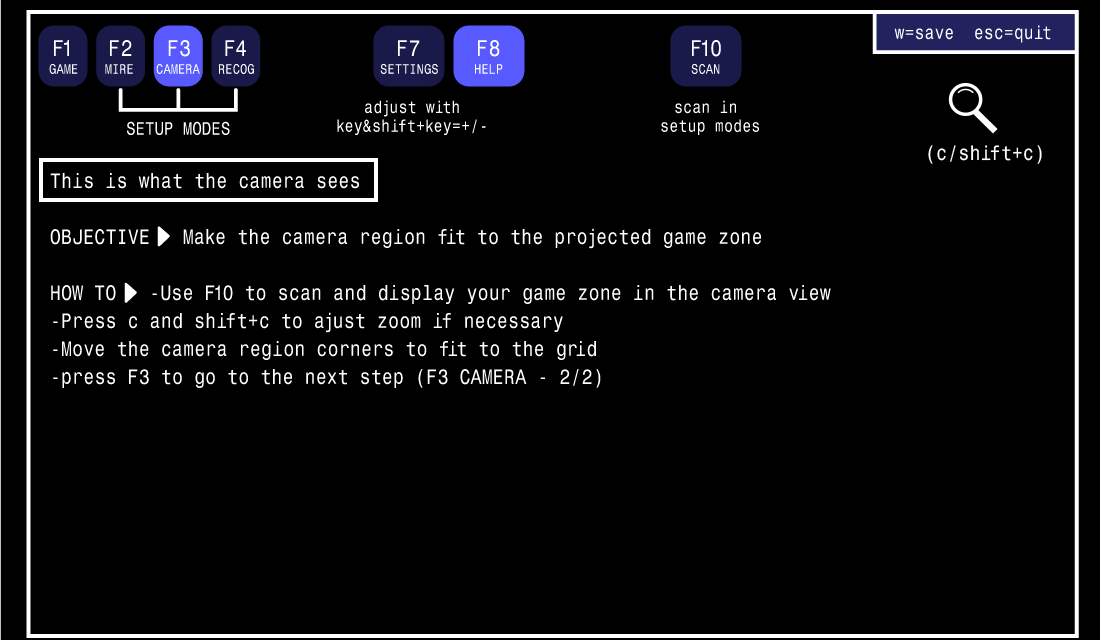 F1 F2 F3 F4 F7 F8 F10 w=save esc=quit
GAME MIRE CAMERA RECOG SETTINGS HELP SCAN
adjust with
key&shift+key=+/-
scan in
setup modes
SETUP MODES
(c/shift+c)
This is what the camera sees
OBJECTIVE Make the camera region fit to the projected game zone
HOW TO -Use F10 to scan and display your game zone in the camera view
-Press c and shift+c to ajust zoom if necessary
-Move the camera region corners to fit to the grid
-press F3 to go to the next step (F3 CAMERA - 2/2)